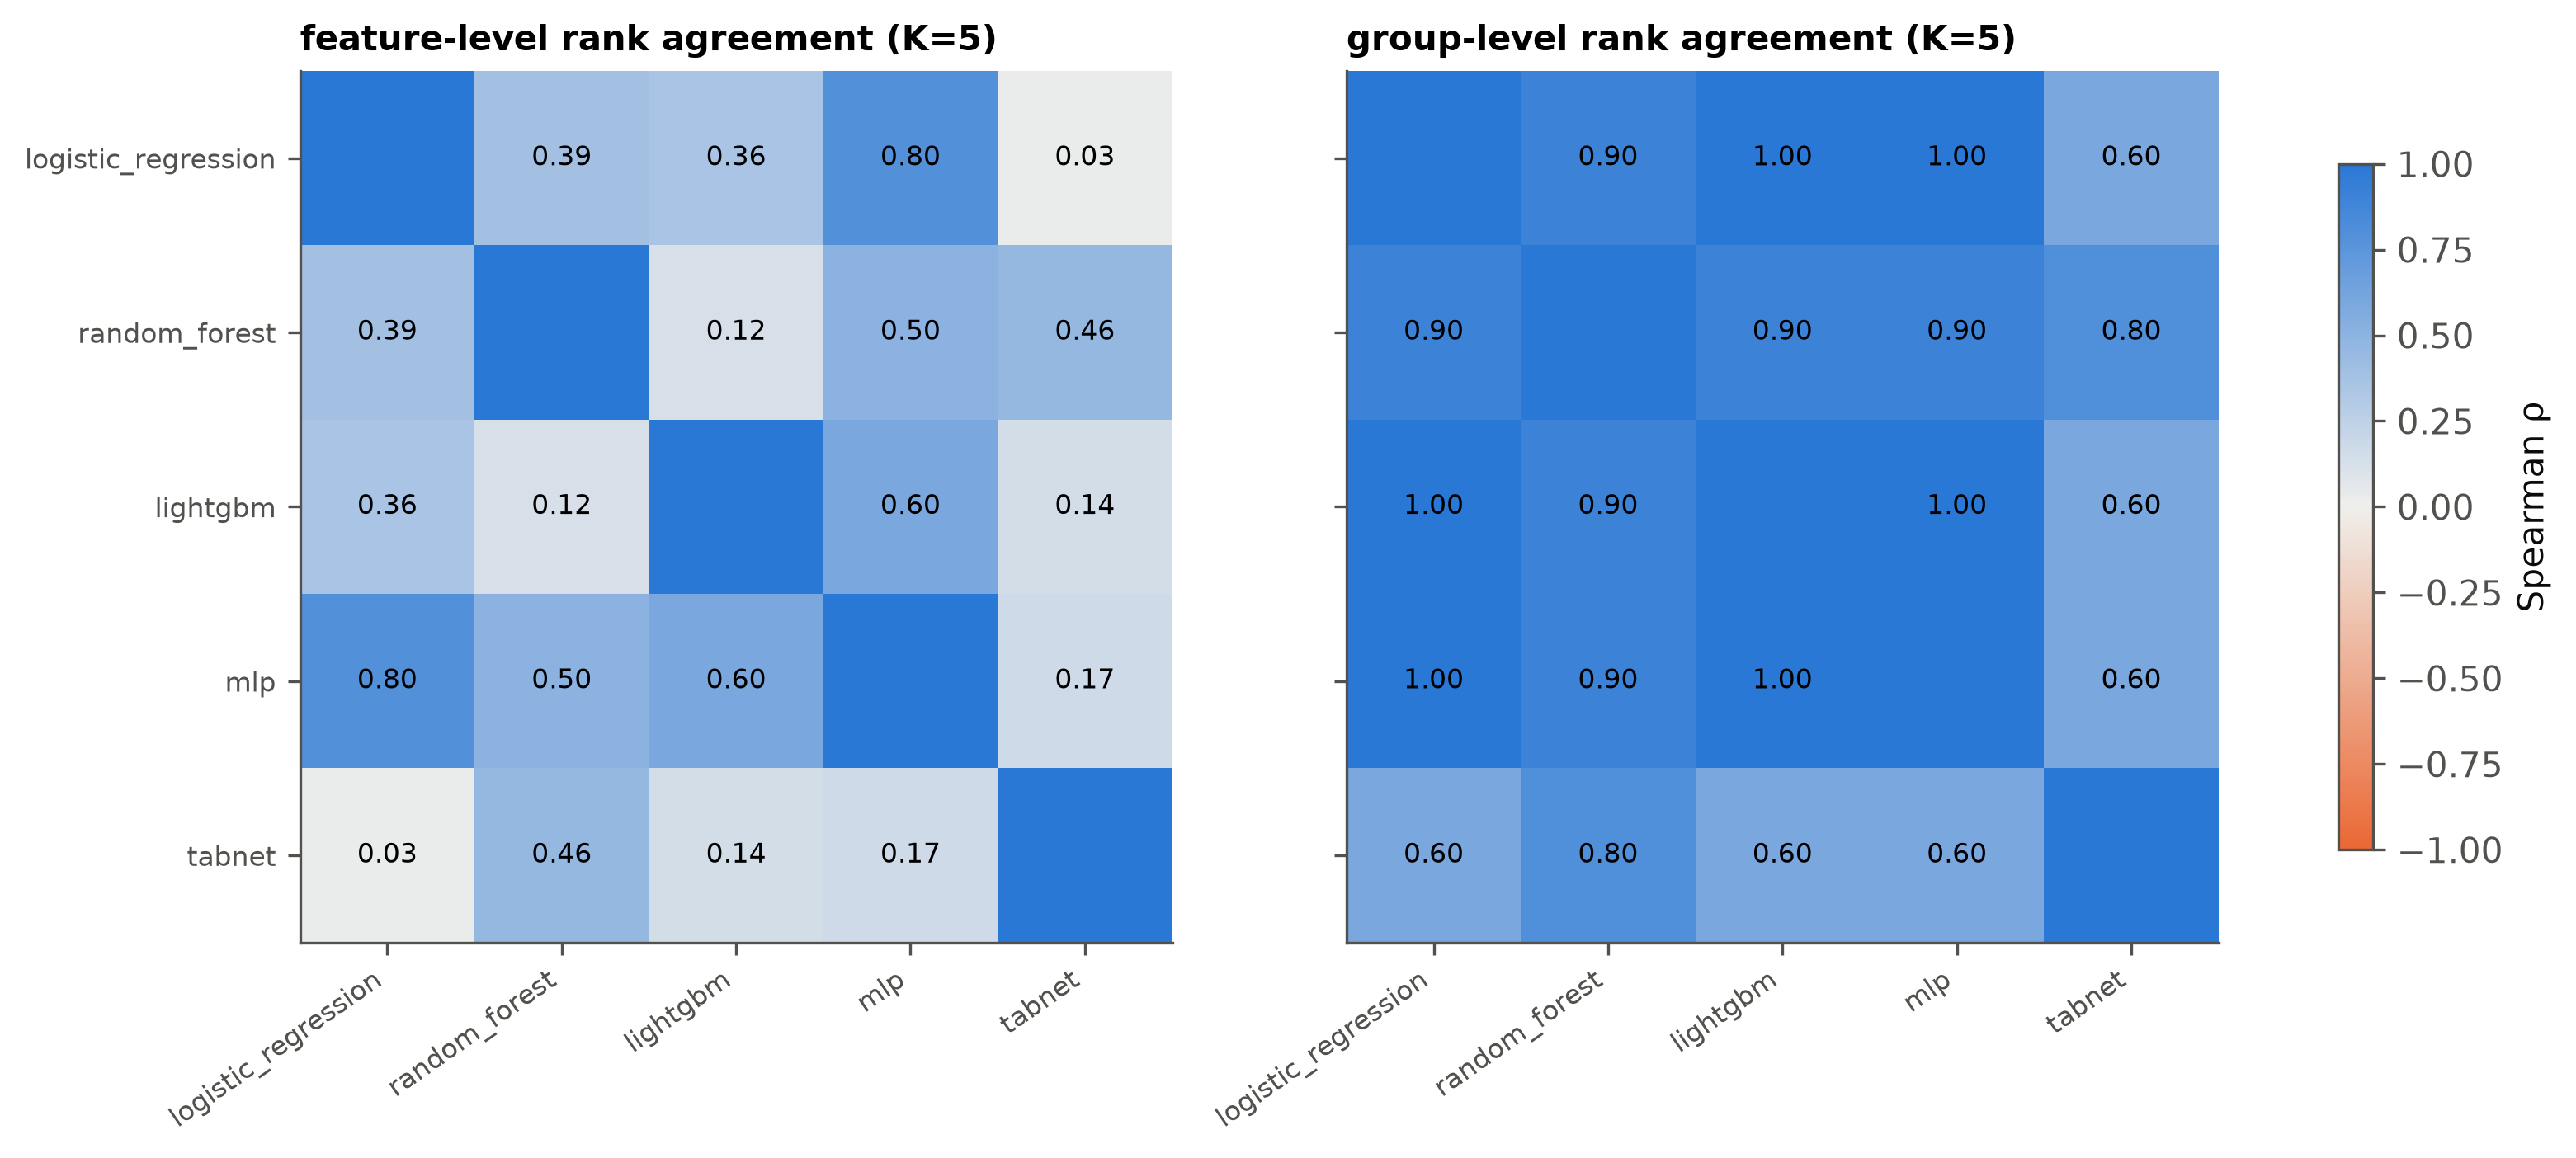 feature-level rank agreement (K=5)
group-level rank agreement (K=5)
logistic_regression
0.39 0.36 0.80 0.03
random_forest
0.39 0.12 0.50 0.46
lightgbm
0.36 0.12 0.60 0.14
mlp
0.80 0.50 0.60 0.17
tabnet
0.03 0.46 0.14 0.17
logistic_regression
random_forest
lightgbm
mlp
tabnet
0.90 1.00 1.00 0.60
0.90 0.90 0.90 0.80
1.00 0.90 1.00 0.60
1.00 0.90 1.00 0.60
0.60 0.80 0.60 0.60
logistic_regression
random_forest
lightgbm
mlp
tabnet
1.00
0.75
0.50
0.25
0.00
−0.25
−0.50
−0.75
−1.00
Spearman ρ